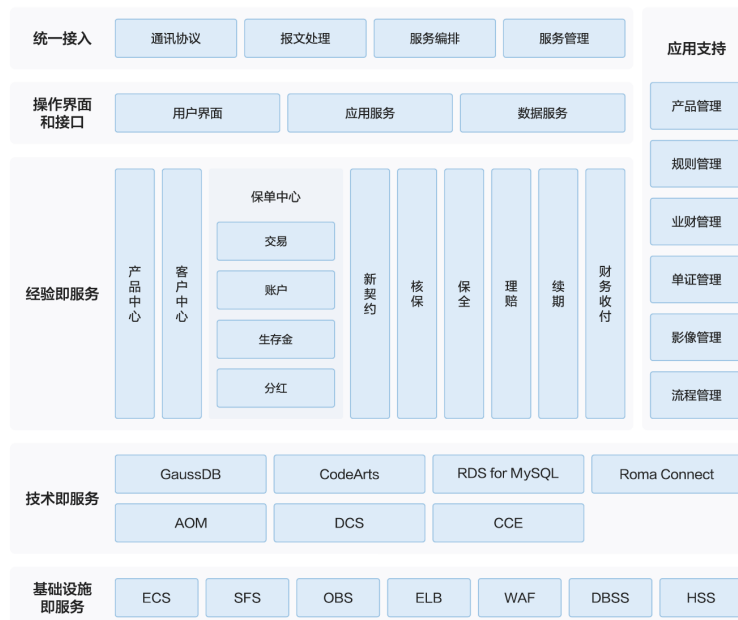 统一接入
通讯协议
报文处理
服务编排
服务管理
操作界面
和接口
用户界面
应用服务
数据服务
经验即服务
产品中心
客户中心
保单中心
交易
账户
生存金
分红
新契约
核保
保全
理赔
续期
财务收付
应用支持
产品管理
规则管理
业财管理
单证管理
影像管理
流程管理
技术即服务
GaussDB
CodeArts
RDS for MySQL
Roma Connect
AOM
DCS
CCE
基础设施
即服务
ECS
SFS
OBS
ELB
WAF
DBSS
HSS